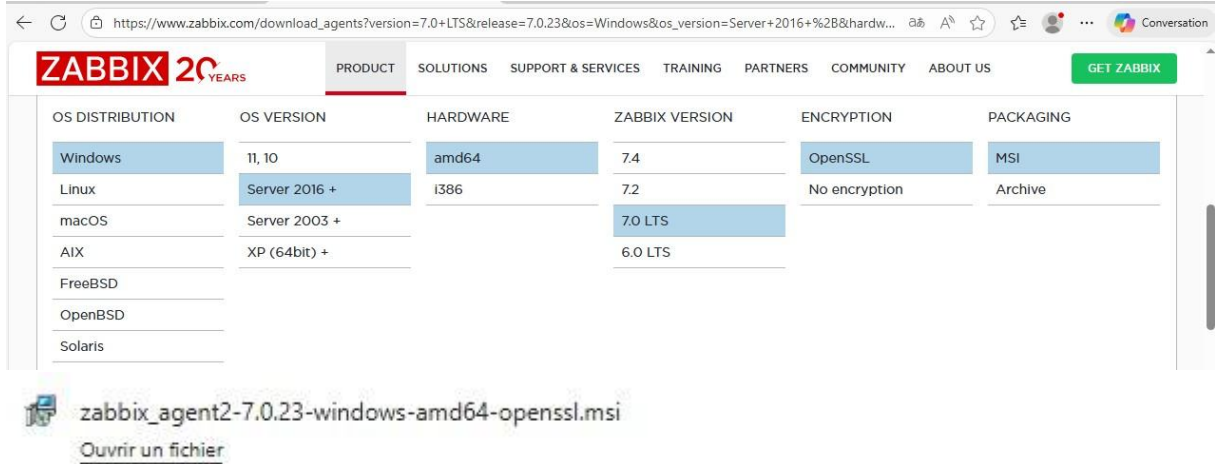 https://www.zabbix.com/download_agents?version=7.0+LTS&release=7.0.23&os=Windows&os_version=Server+2016+%2B&hardw... Conversation
ZABBIX 20 YEARS PRODUCT SOLUTIONS SUPPORT & SERVICES TRAINING PARTNERS COMMUNITY ABOUT US GET ZABBIX
OS DISTRIBUTION OS VERSION HARDWARE ZABBIX VERSION ENCRYPTION PACKAGING
Windows 11, 10 amd64 7.4 OpenSSL MSI
Linux Server 2016 + i386 7.2 No encryption Archive
macOS Server 2003 + 7.0 LTS
AIX XP (64bit) + 6.0 LTS
FreeBSD
OpenBSD
Solaris
zabbix_agent2-7.0.23-windows-amd64-openssl.msi
Ouvrir un fichier